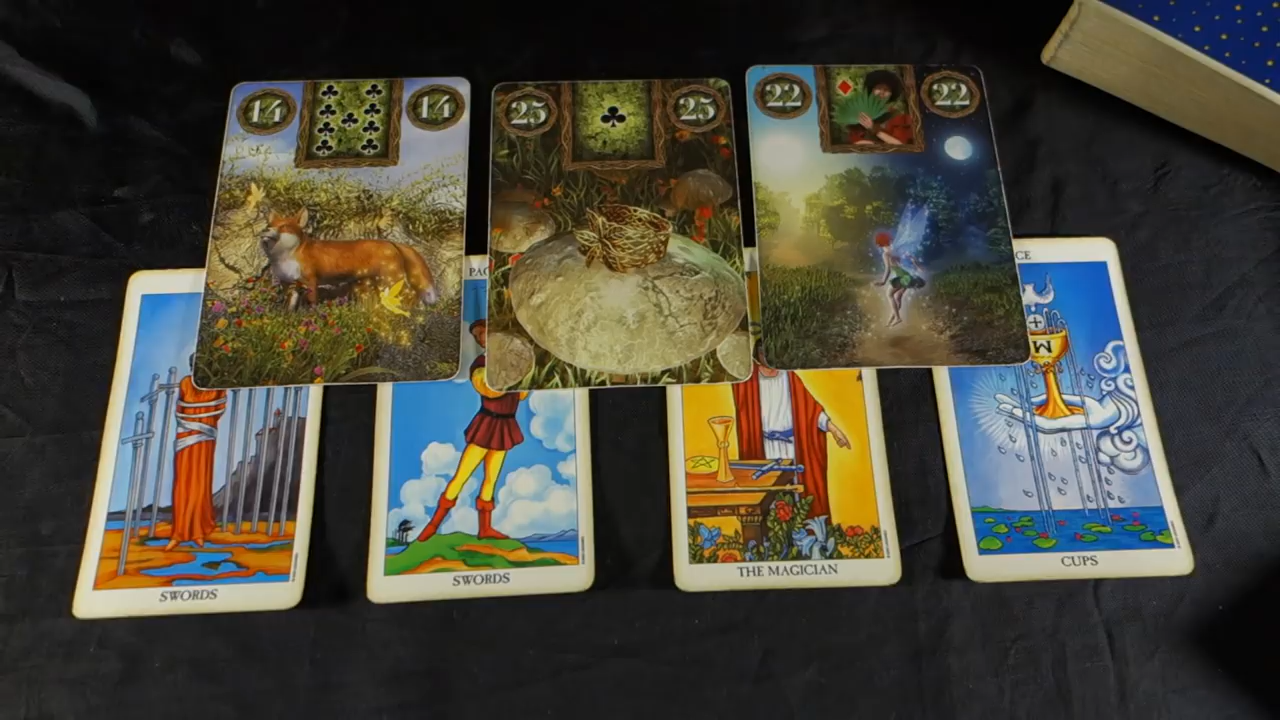 14 14
25 25
22 22
PAG
CE
M
SWORDS
SWORDS
THE MAGICIAN
CUPS